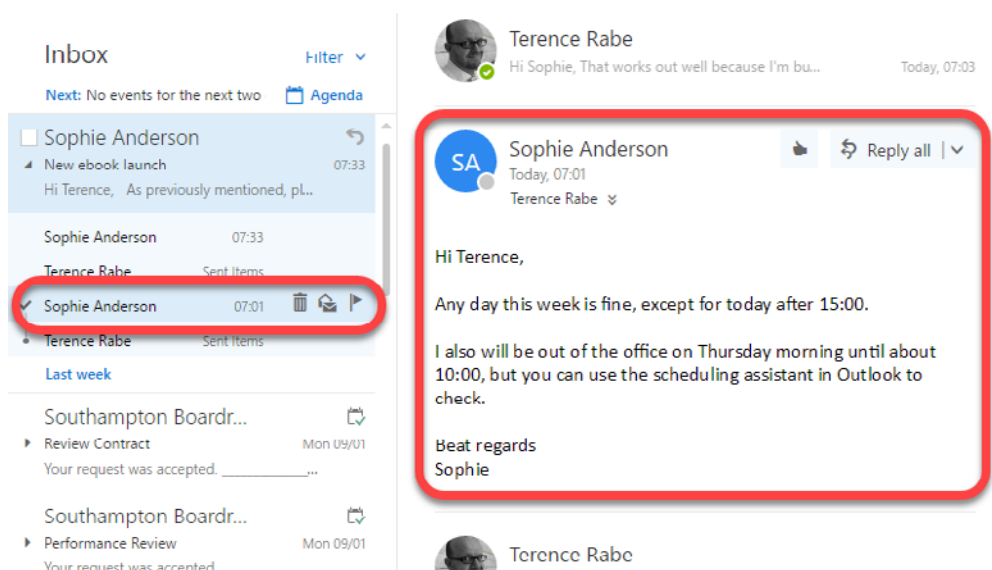 Inbox
Filter
Next: No events for the next two Agenda
Sophie Anderson
New ebook launch 07:33
Hi Terence, As previously mentioned, pl...
Sophie Anderson 07:33
Terence Rabe Sent Items
Sophie Anderson 07:01
Terence Rabe Sent Items
Last week
Southampton Boardr...
Review Contract Mon 09/01
Your request was accepted. ____________...
Southampton Boardr...
Performance Review Mon 09/01
Your request was accepted
Terence Rabe
Hi Sophie, That works out well because I'm bu... Today, 07:03
SA
Sophie Anderson
Reply all
Today, 07:01
Terence Rabe
Hi Terence,
Any day this week is fine, except for today after 15:00.
I also will be out of the office on Thursday morning until about
10:00, but you can use the scheduling assistant in Outlook to
check.
Beat regards
Sophie
Terence Rabe